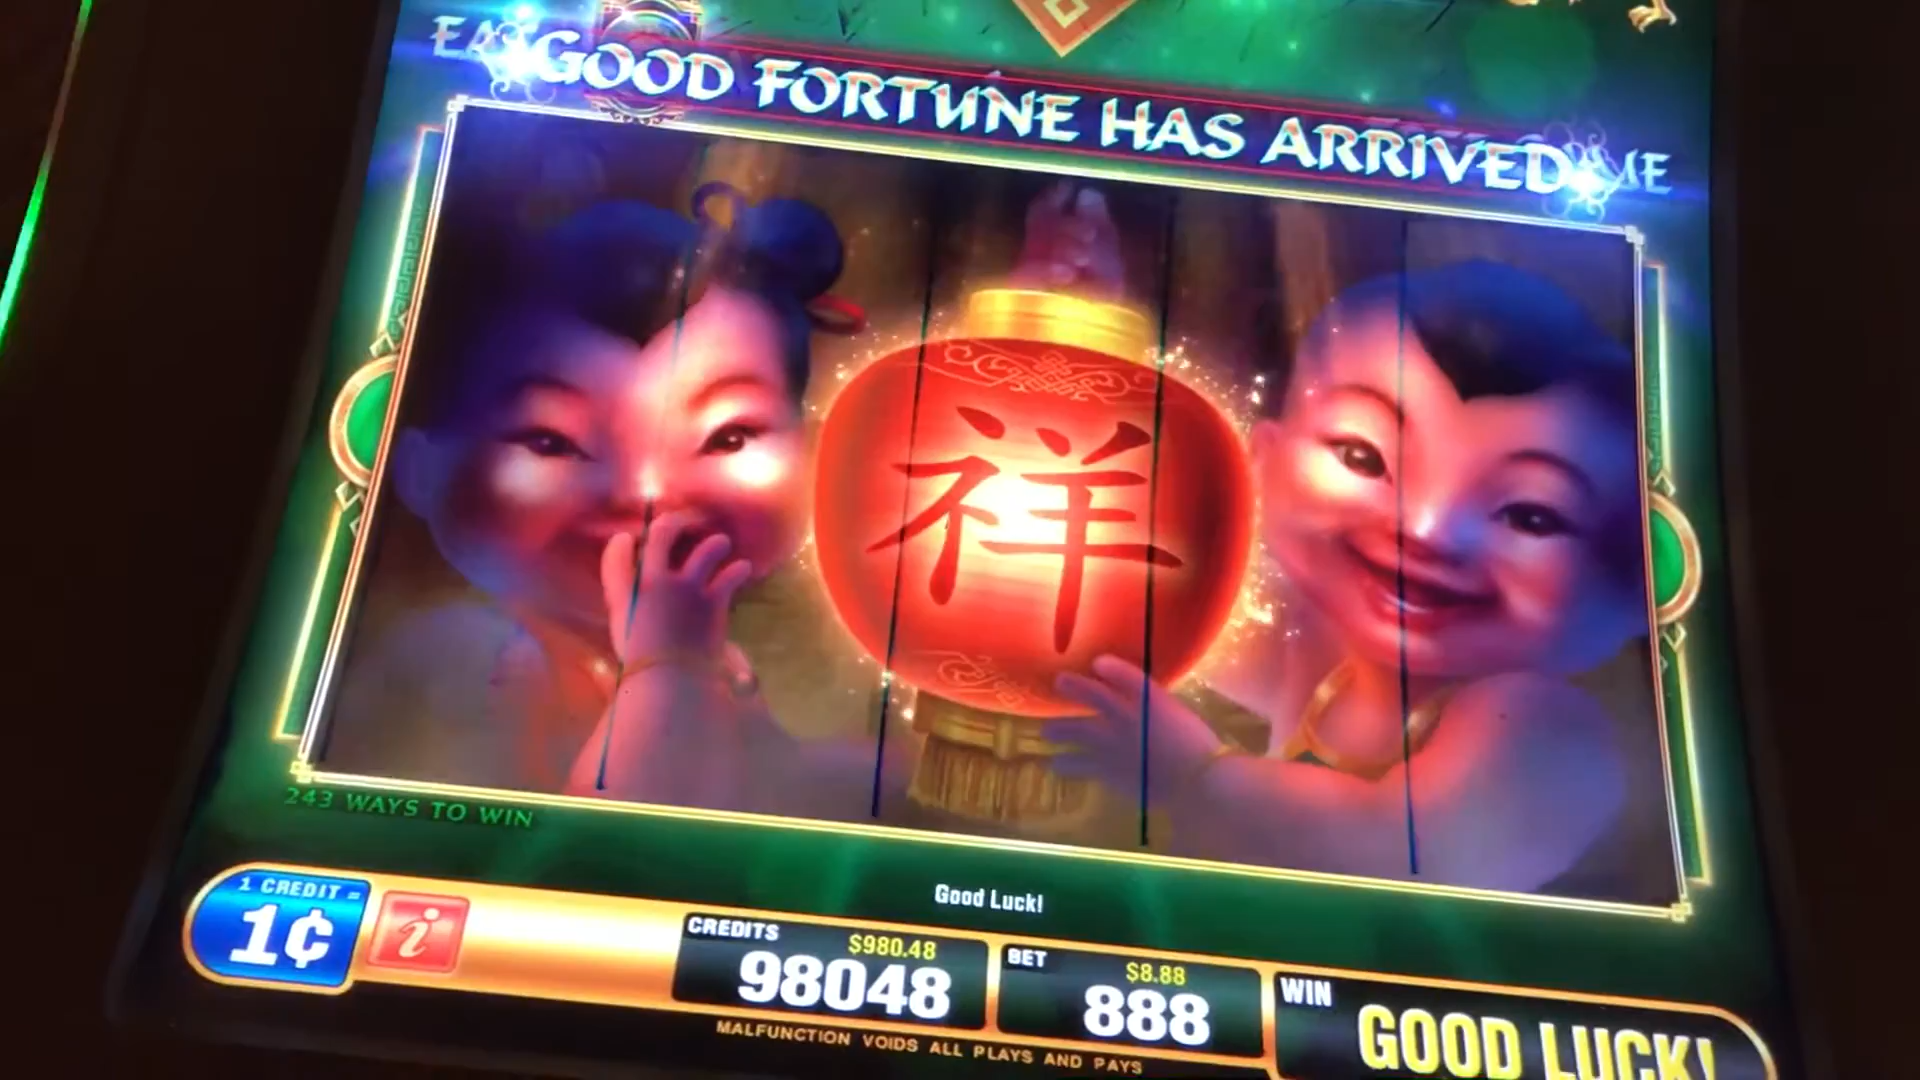 GOOD FORTUNE HAS ARRIVED
祥
243 WAYS TO WIN
Good Luck!
1 CREDIT =
1¢
i
CREDITS
$980.48
98048
BET
$8.88
888
WIN
GOOD LUCK!
MALFUNCTION VOIDS ALL PLAYS AND PAYS